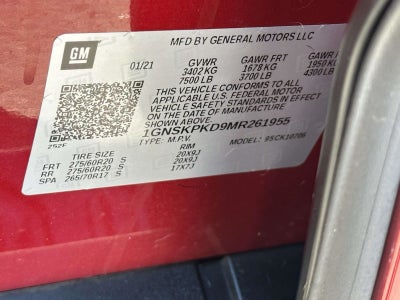 GM
MFD BY GENERAL MOTORS LLC
01/21 GVWR GAWR FRT GAWR
3402 KG 1678 KG 1950 KG
7500 LB 3700 LB 4300 LB
THIS VEHICLE CONFORMS TO ALL
APPLICABLE U.S. FEDERAL MOTOR
VEHICLE SAFETY STANDARDS IN EFFECT
ON THE DATE OF MANUFACTURE
SHOWN ABOVE.
1GNSKPKD9MR261955
252F TYPE: M.P.V. MODEL: 95CK10706
TIRE SIZE RIM
FRT 275/60R20 S 20X9J
RR 275/60R20 S 20X9J
SPA 265/70R17 S 17X7J